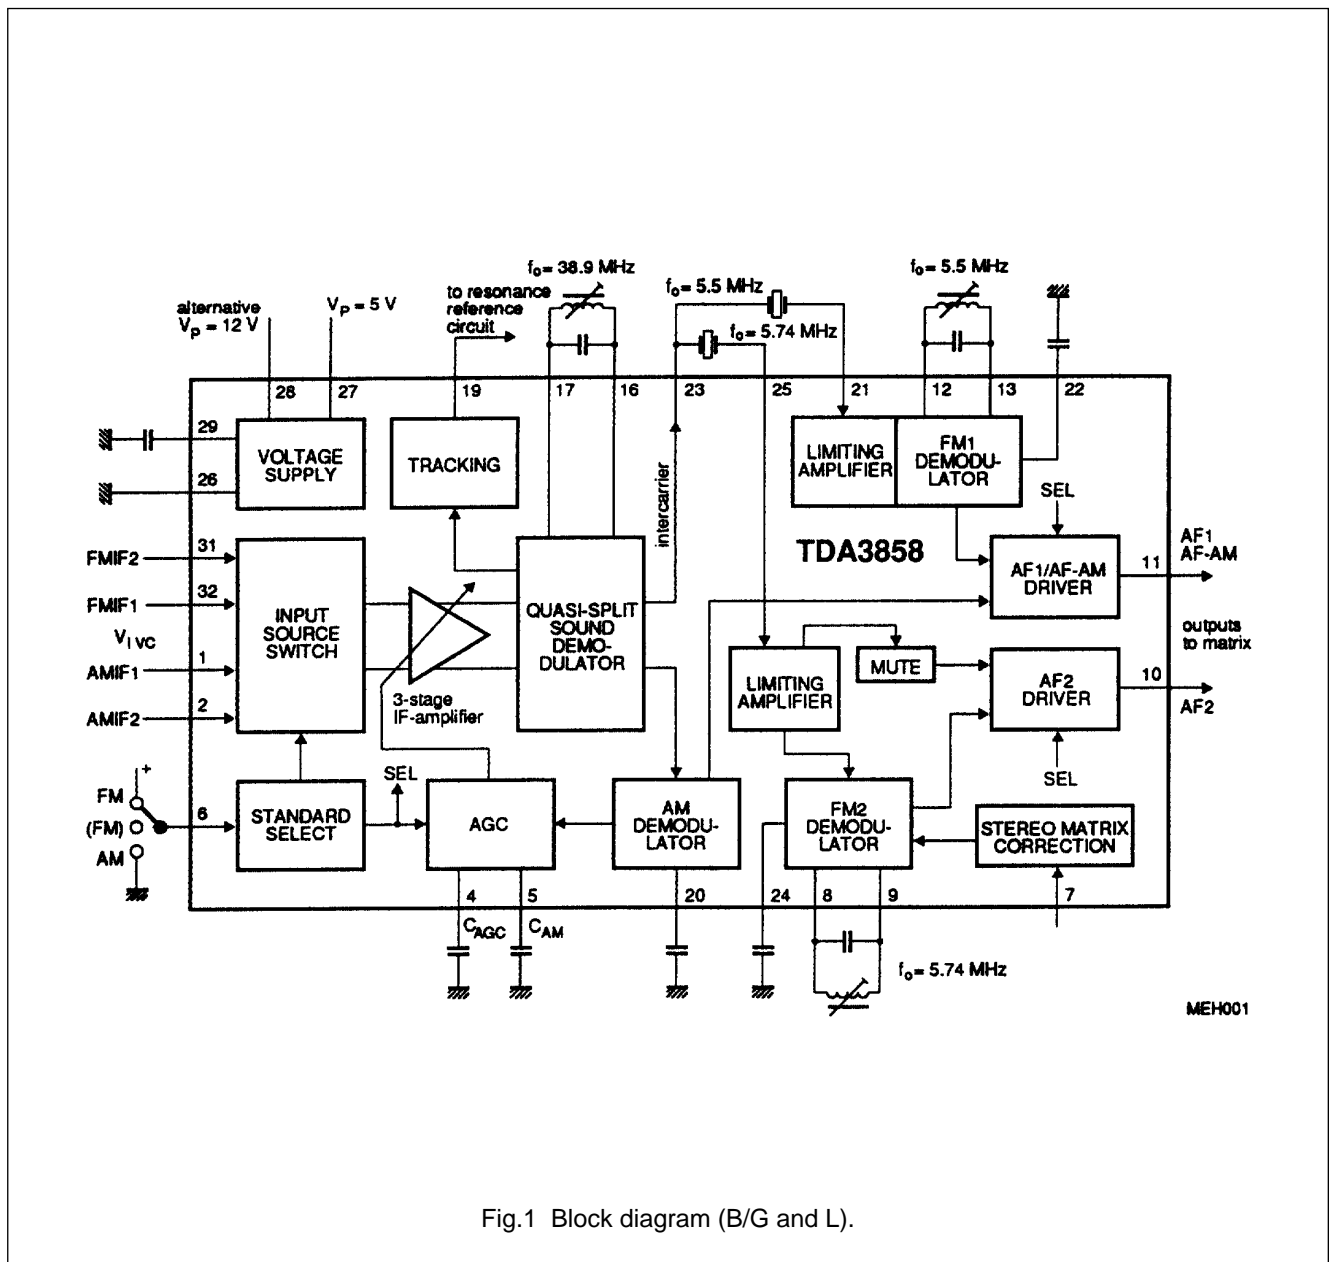 fo= 38.9 MHz
fo= 5.5 MHz
fo= 5.5 MHz
fo= 5.74 MHz
alternative
Vp = 12 V
Vp = 5 V
to resonance
reference
circuit
28
27
19
17
16
23
25
21
12
13
22
29
26
VOLTAGE
SUPPLY
TRACKING
LIMITING
AMPLIFIER
FM1
DEMODU-
LATOR
intercarrier
SEL
TDA3858
FMIF2
31
FMIF1
32
VI VC
AMIF1
1
AMIF2
2
INPUT
SOURCE
SWITCH
3-stage
IF-amplifier
QUASI-SPLIT
SOUND
DEMO-
DULATOR
AF1/AF-AM
DRIVER
11
AF1
AF-AM
outputs
to matrix
LIMITING
AMPLIFIER
MUTE
AF2
DRIVER
10
AF2
SEL
FM
+
(FM)
AM
6
STANDARD
SELECT
SEL
AGC
AM
DEMODU-
LATOR
FM2
DEMODU-
LATOR
STEREO MATRIX
CORRECTION
4
5
20
24
8
9
7
CAGC
CAM
fo= 5.74 MHz
MEH001
Fig.1 Block diagram (B/G and L).